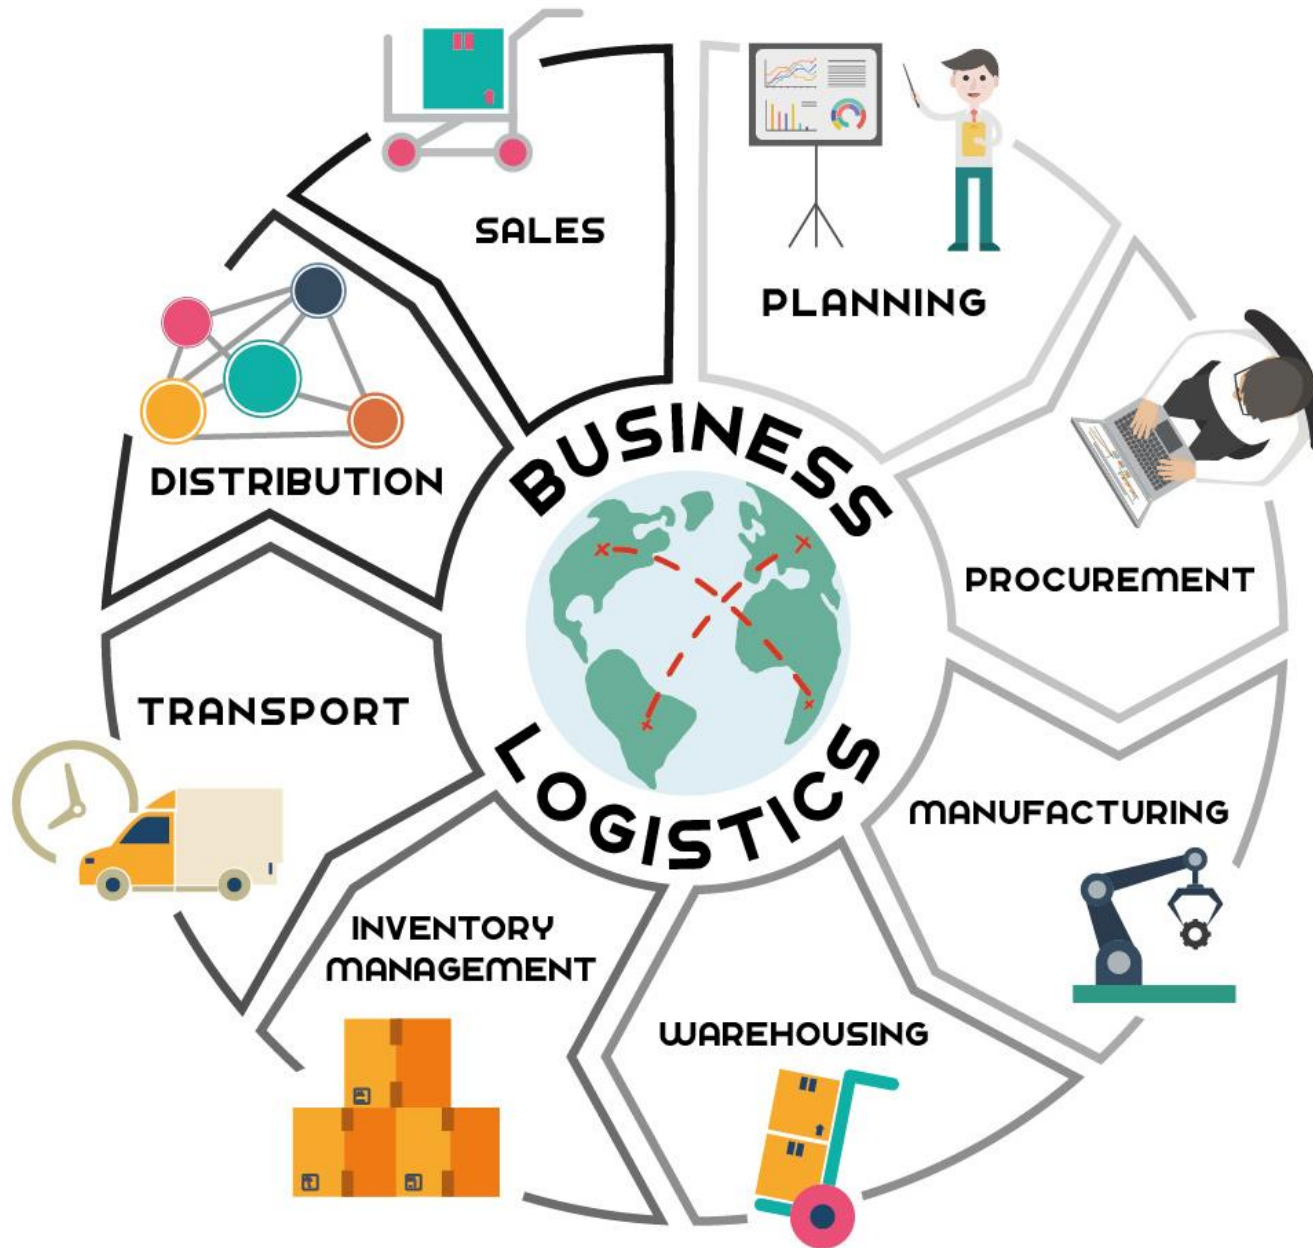 BUSINESS
LOGISTICS
PLANNING
PROCUREMENT
MANUFACTURING
WAREHOUSING
INVENTORY
MANAGEMENT
TRANSPORT
DISTRIBUTION
SALES